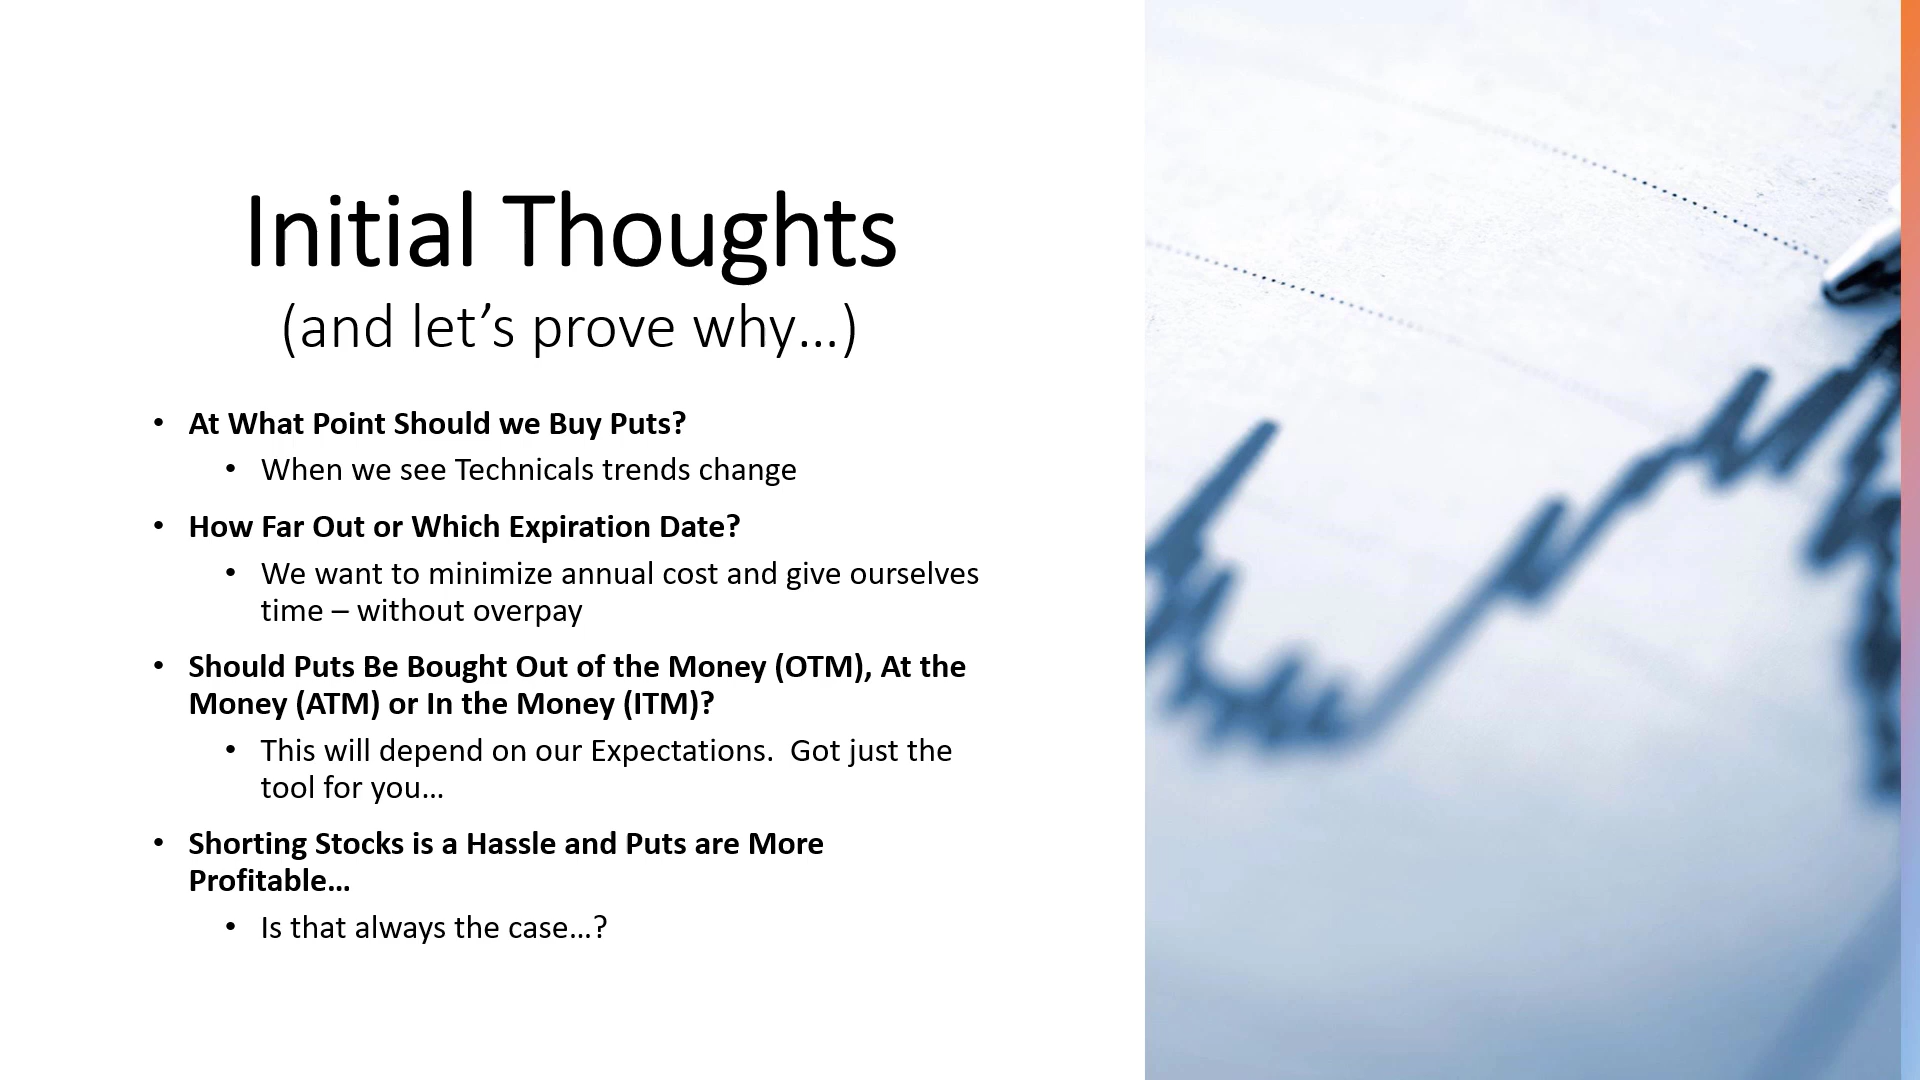 Initial Thoughts
(and let’s prove why…)
• At What Point Should we Buy Puts?
• When we see Technicals trends change
• How Far Out or Which Expiration Date?
• We want to minimize annual cost and give ourselves
time – without overpay
• Should Puts Be Bought Out of the Money (OTM), At the
Money (ATM) or In the Money (ITM)?
• This will depend on our Expectations.  Got just the
tool for you…
• Shorting Stocks is a Hassle and Puts are More
Profitable…
• Is that always the case…?